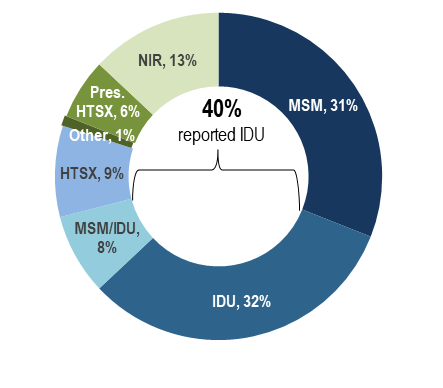 NIR, 13%
MSM, 31%
Pres.
HTSX, 6%
Other, 1%
HTSX, 9%
MSM/IDU,
8%
IDU, 32%
40%
reported IDU